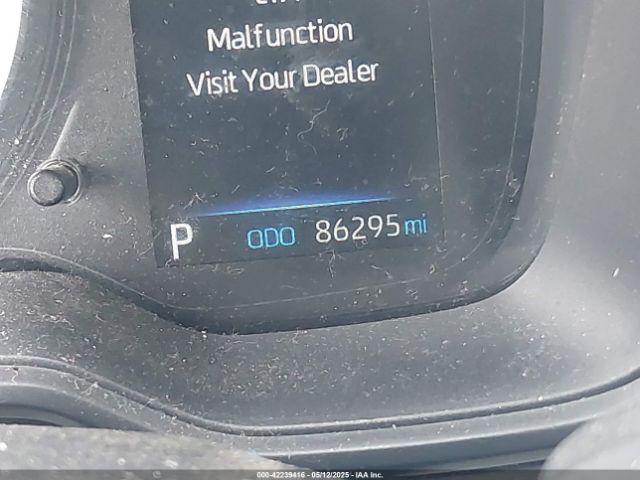 Malfunction
Visit Your Dealer
P ODO 86295 mi
000-42239416 - 05/12/2025 - IAA Inc.